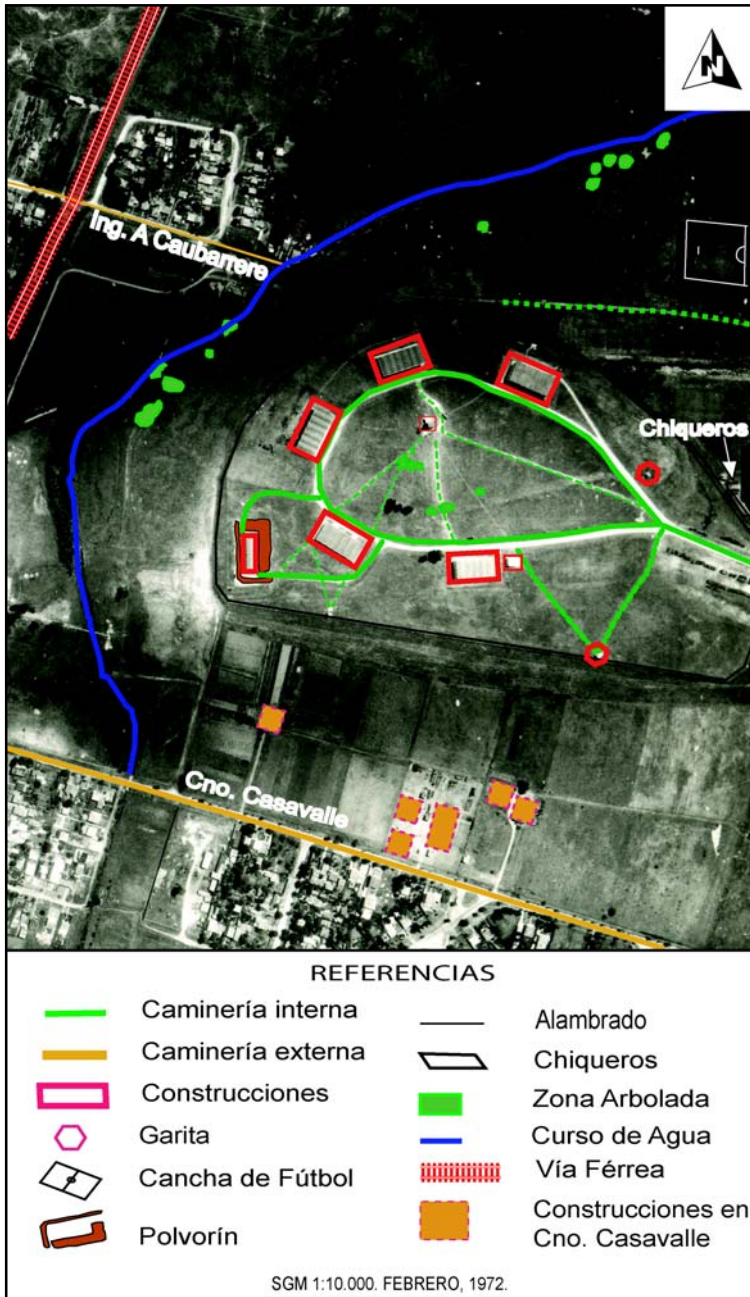 N
Ing. A Caubarrere
Chiqueros
Cno. Casavalle
REFERENCIAS
Caminería interna
Caminería externa
Construcciones
Garita
Cancha de Fútbol
Polvorín
Alambrado
Chiqueros
Zona Arbolada
Curso de Agua
Vía Férrea
Construcciones en
Cno. Casavalle
SGM 1:10.000. FEBRERO, 1972.